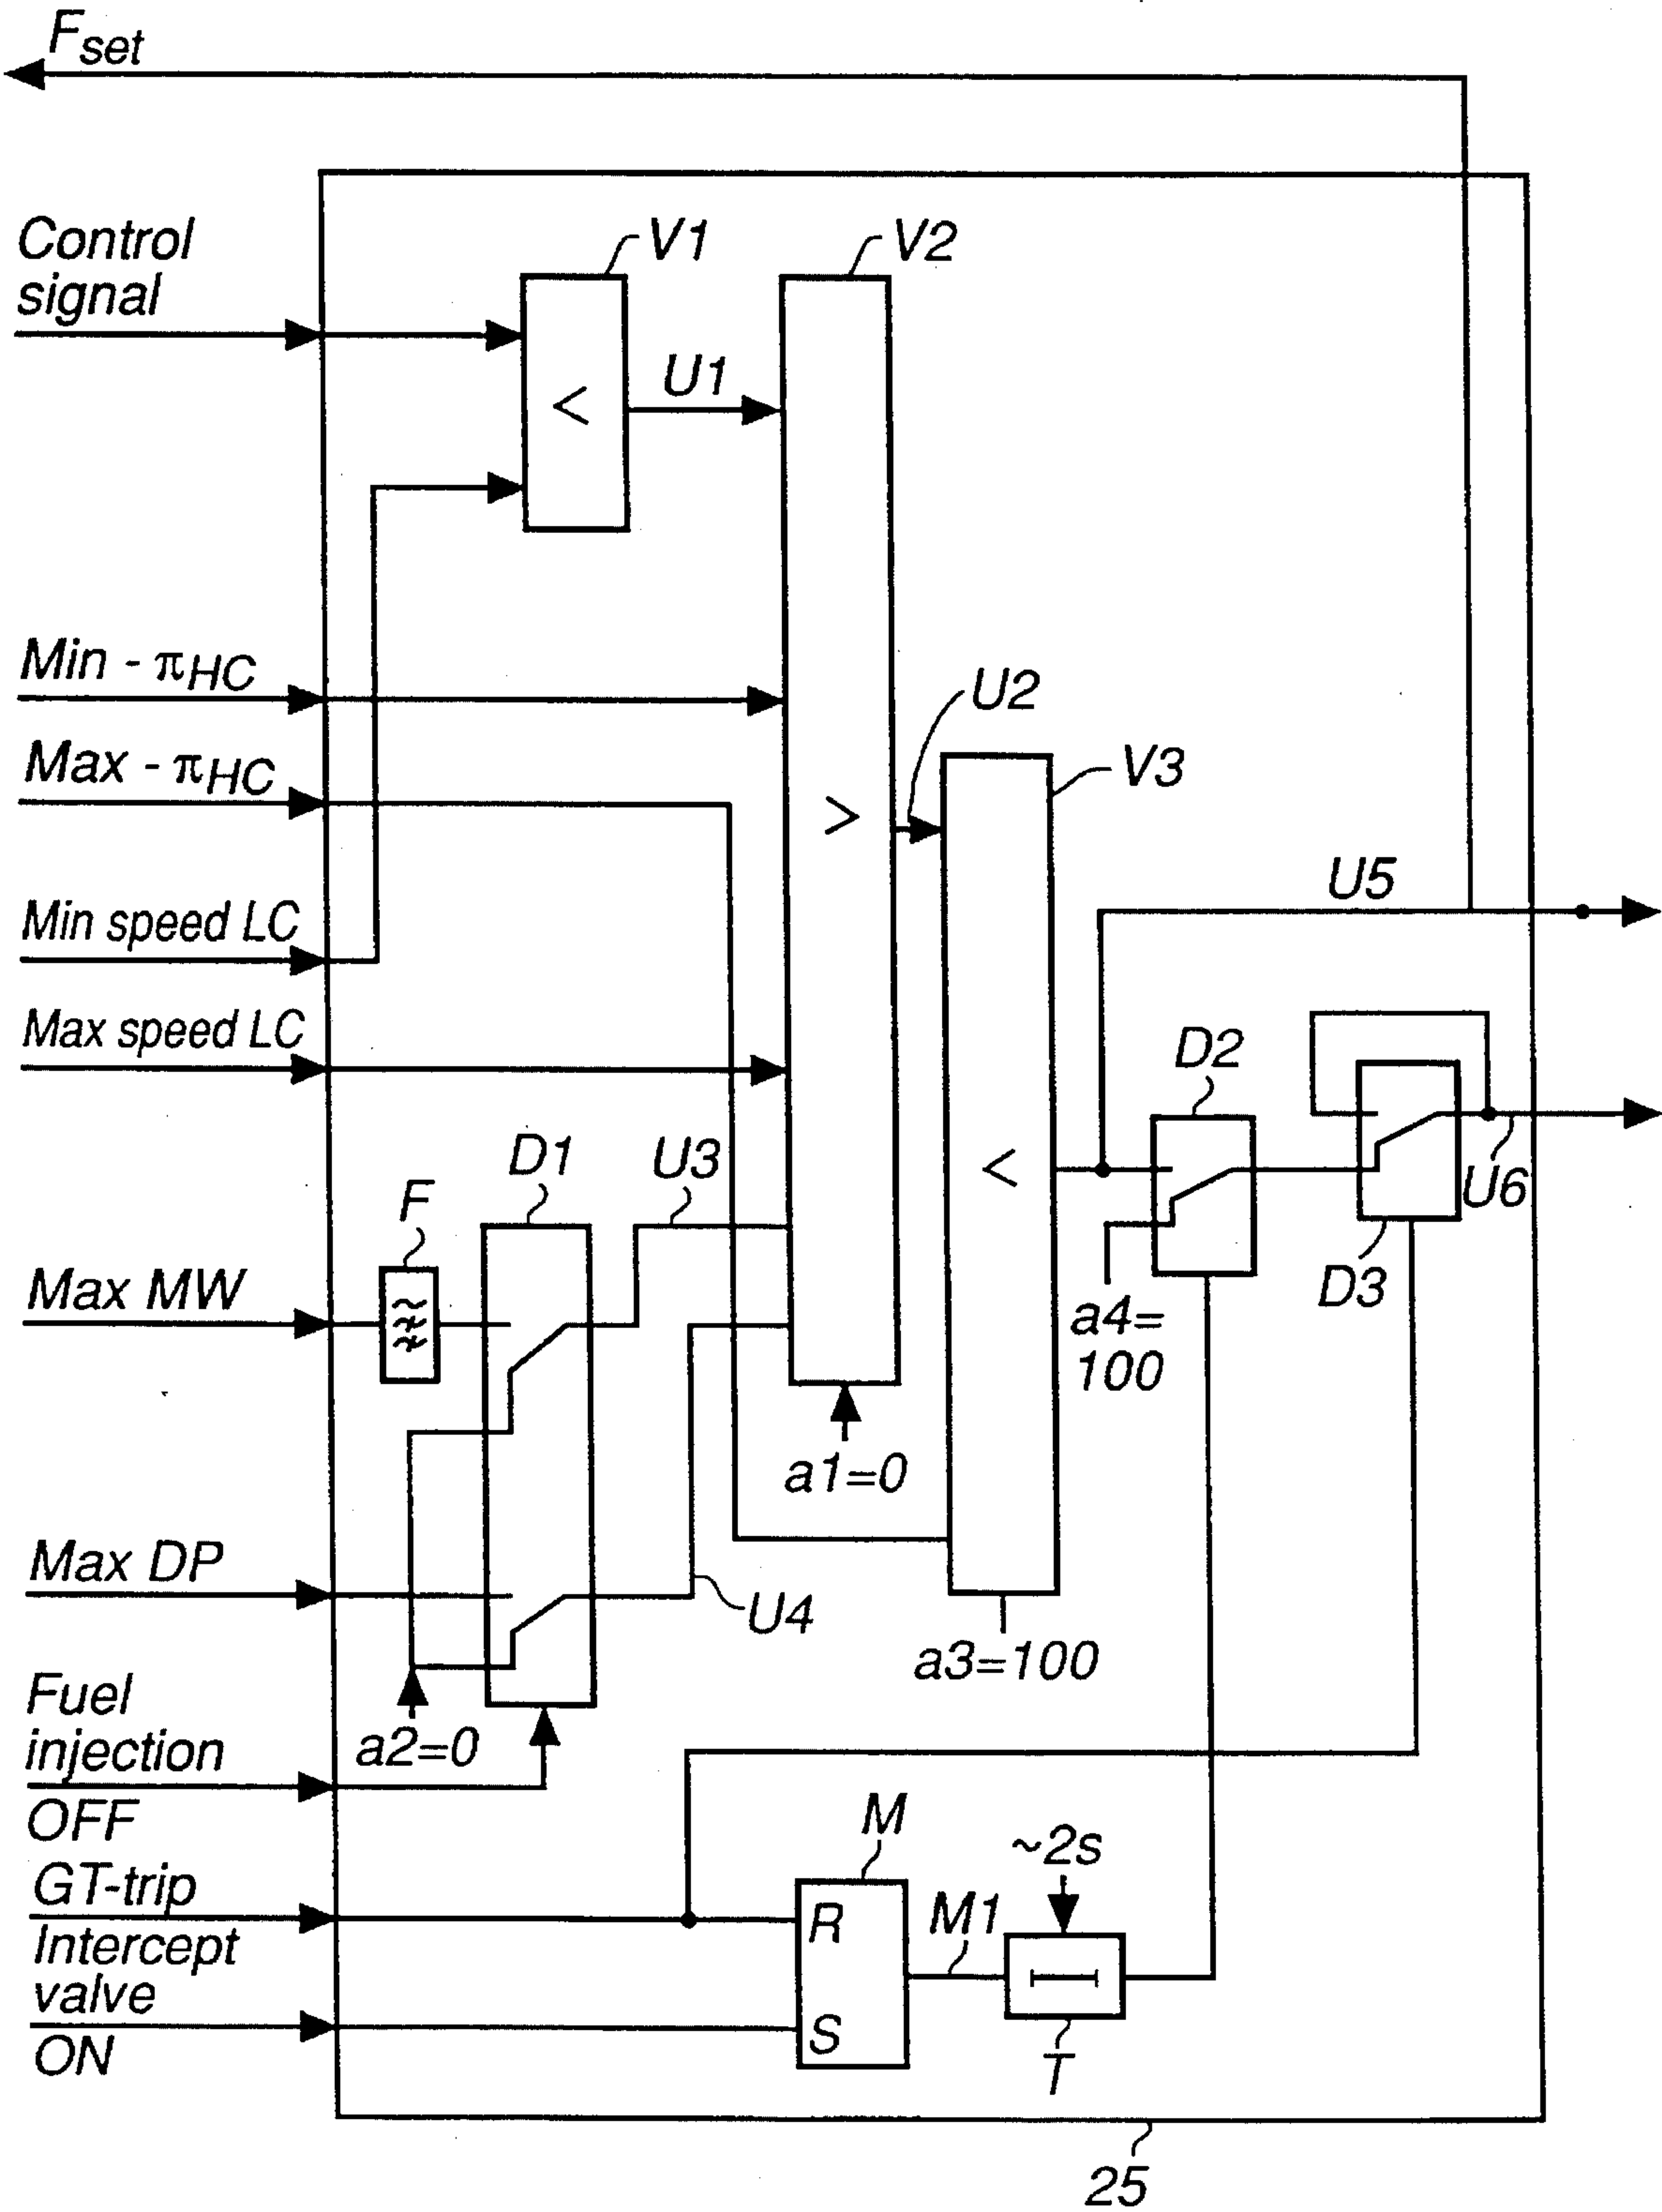 Fset
Control
signal
V1
V2
<
U1
Min - πHC
U2
Max - πHC
V3
>
Min speed LC
U5
Max speed LC
D2
D1
U3
<
F
U6
Max MW
D3
a4=
100
a1=0
Max DP
U4
a3=100
Fuel
injection
OFF
a2=0
M
~2s
GT-trip
R
M1
Intercept
valve
ON
S
T
25